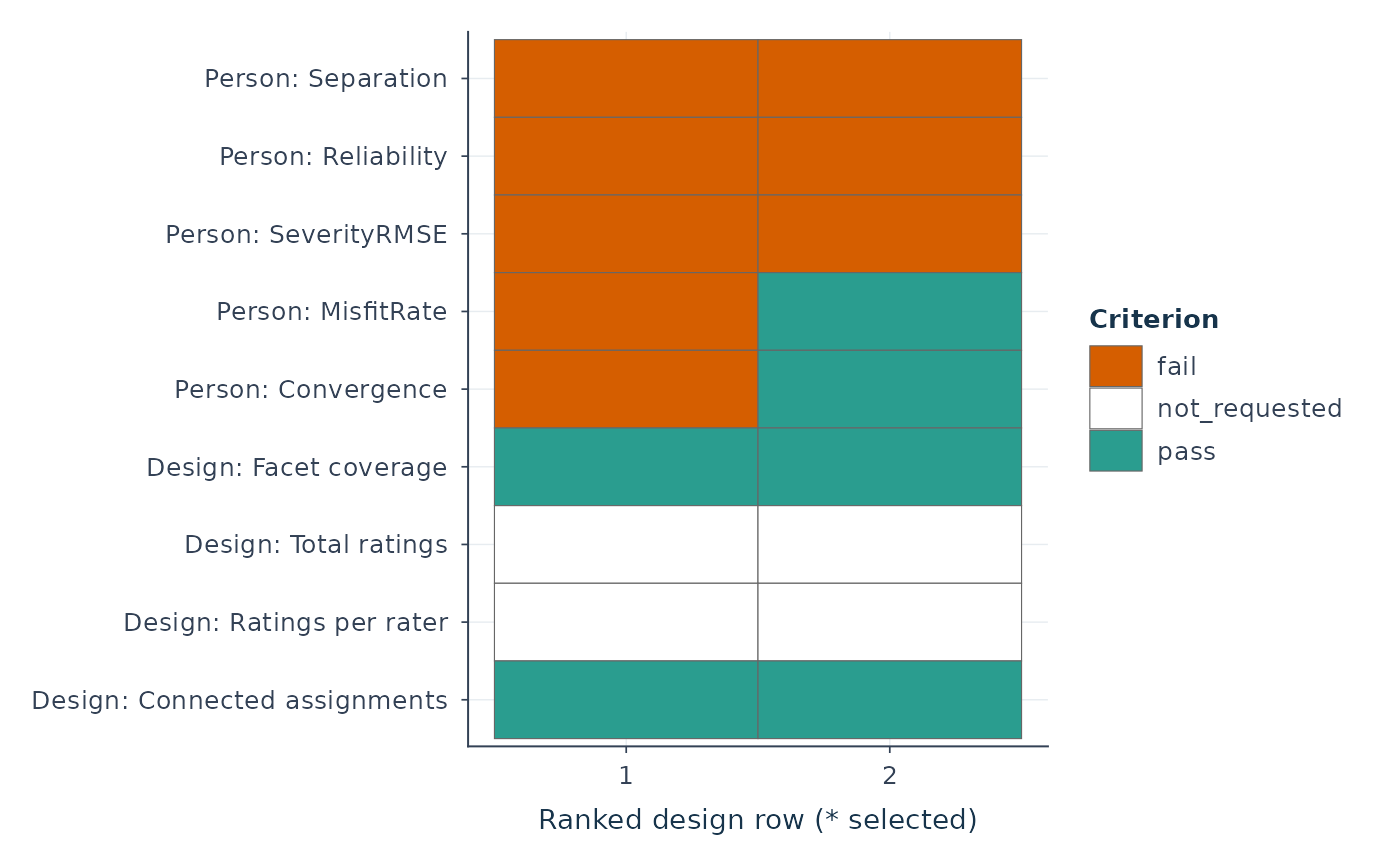 Person: Separation
Person: Reliability
Person: SeverityRMSE
Person: MisfitRate
Person: Convergence
Design: Facet coverage
Design: Total ratings
Design: Ratings per rater
Design: Connected assignments
1 2
Ranked design row (* selected)
Criterion
fail
not_requested
pass